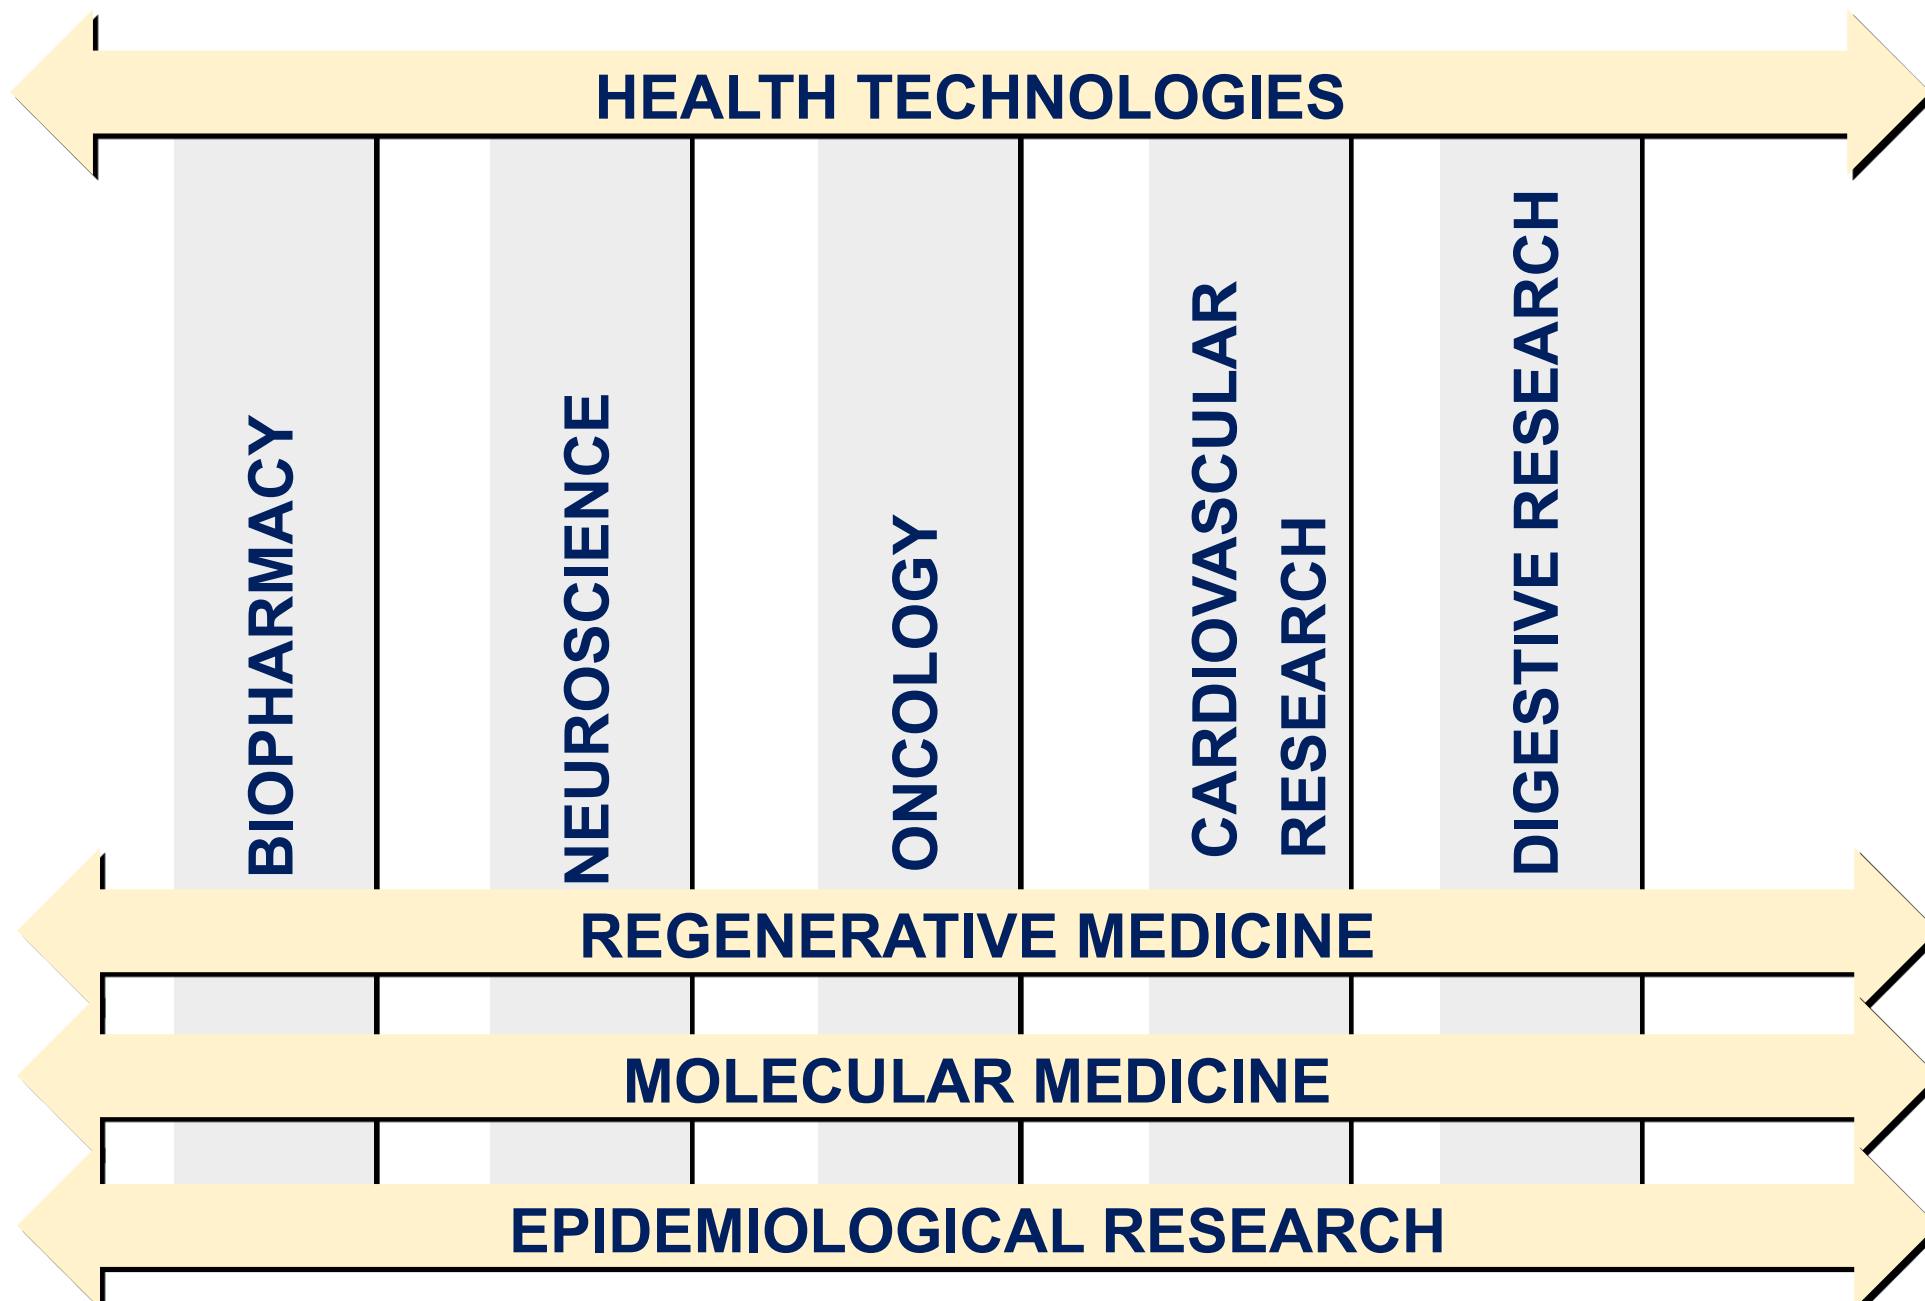 HEALTH TECHNOLOGIES
BIOPHARMACY
NEUROSCIENCE
ONCOLOGY
CARDIOVASCULAR
RESEARCH
DIGESTIVE RESEARCH
REGENERATIVE MEDICINE
MOLECULAR MEDICINE
EPIDEMIOLOGICAL RESEARCH